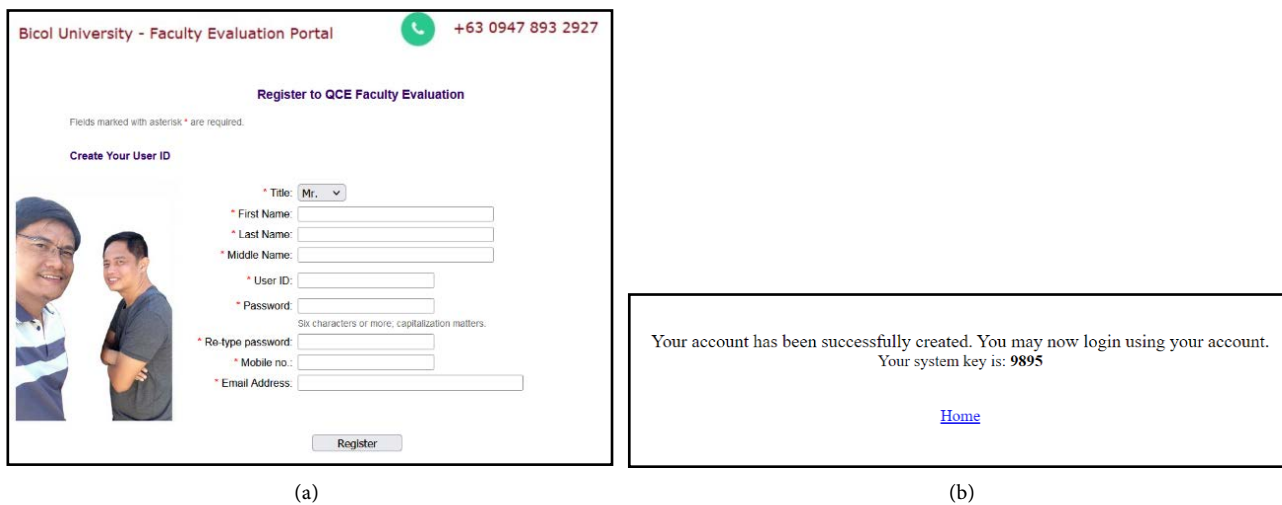 Bicol University - Faculty Evaluation Portal
+63 0947 893 2927
Register to QCE Faculty Evaluation
Fields marked with asterisk * are required.
Create Your User ID
* Title: Mr.
* First Name:
* Last Name:
* Middle Name:
* User ID:
* Password:
Six characters or more; capitalization matters.
* Re-type password:
* Mobile no.:
* Email Address:
Register
(a)
Your account has been successfully created. You may now login using your account.
Your system key is: 9895
Home
(b)